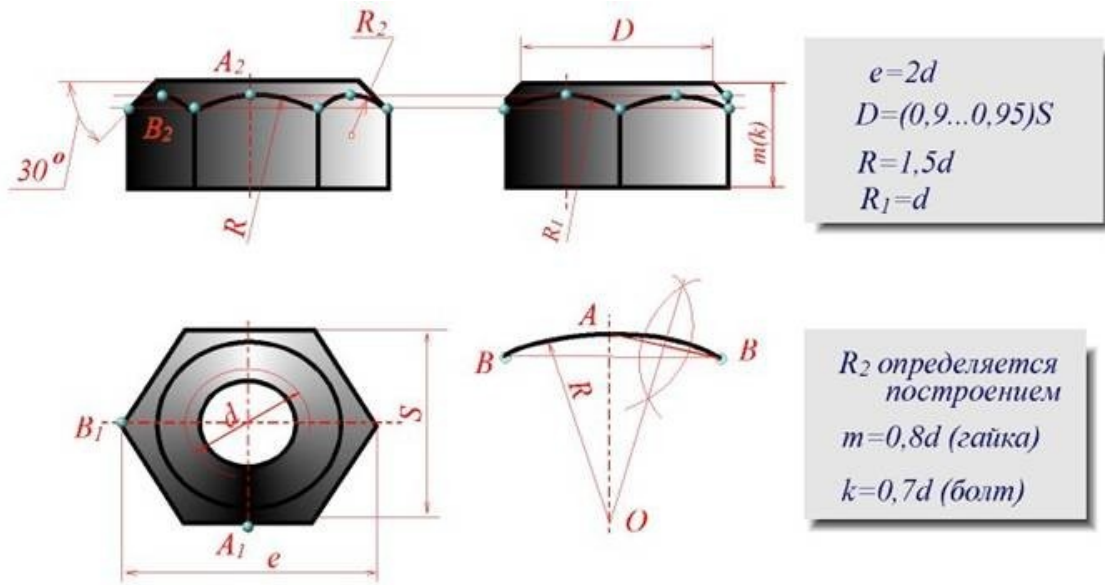 R₂
A₂
B₂
30°
R
D
m(k)
R₁
e=2d
D=(0,9...0,95)S
R=1,5d
R₁=d
B₁
d
S
A₁
e
A
B
B
R
O
R₂ определяется
построением
m=0,8d (гайка)
k=0,7d (болт)